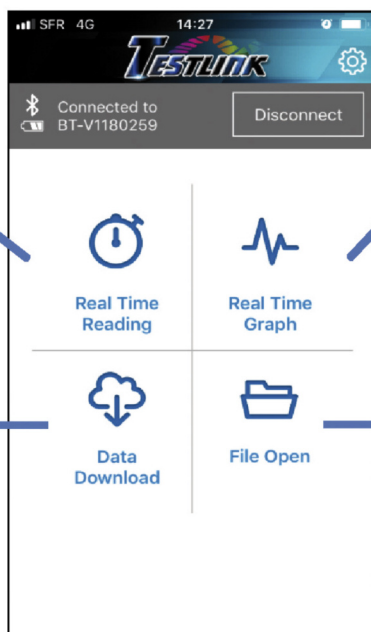 SFR 4G 14:27
TESTLINK
Connected to
BT-V1180259
Disconnect
Real Time
Reading
Real Time
Graph
Data
Download
File Open